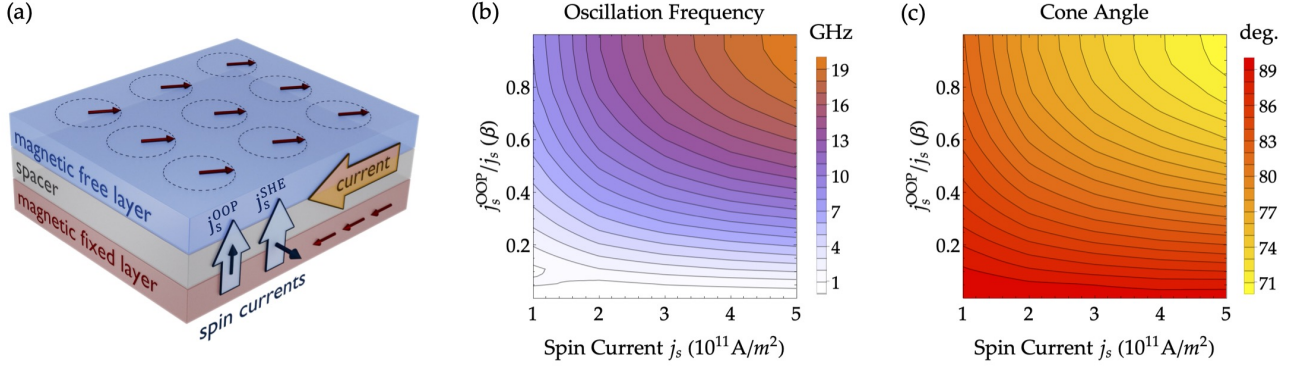 (a)
magnetic free layer
spacer
magnetic fixed layer
j_s^OOP
j_s^SHE
current
spin currents
(b)
Oscillation Frequency
GHz
19
16
13
10
7
4
1
0.8
0.6
0.4
0.2
j_s^OOP/j_s (β)
1 2 3 4 5
Spin Current j_s (10^11 A/m^2)
(c)
Cone Angle
deg.
89
86
83
80
77
74
71
0.8
0.6
0.4
0.2
j_s^OOP/j_s (β)
1 2 3 4 5
Spin Current j_s (10^11 A/m^2)